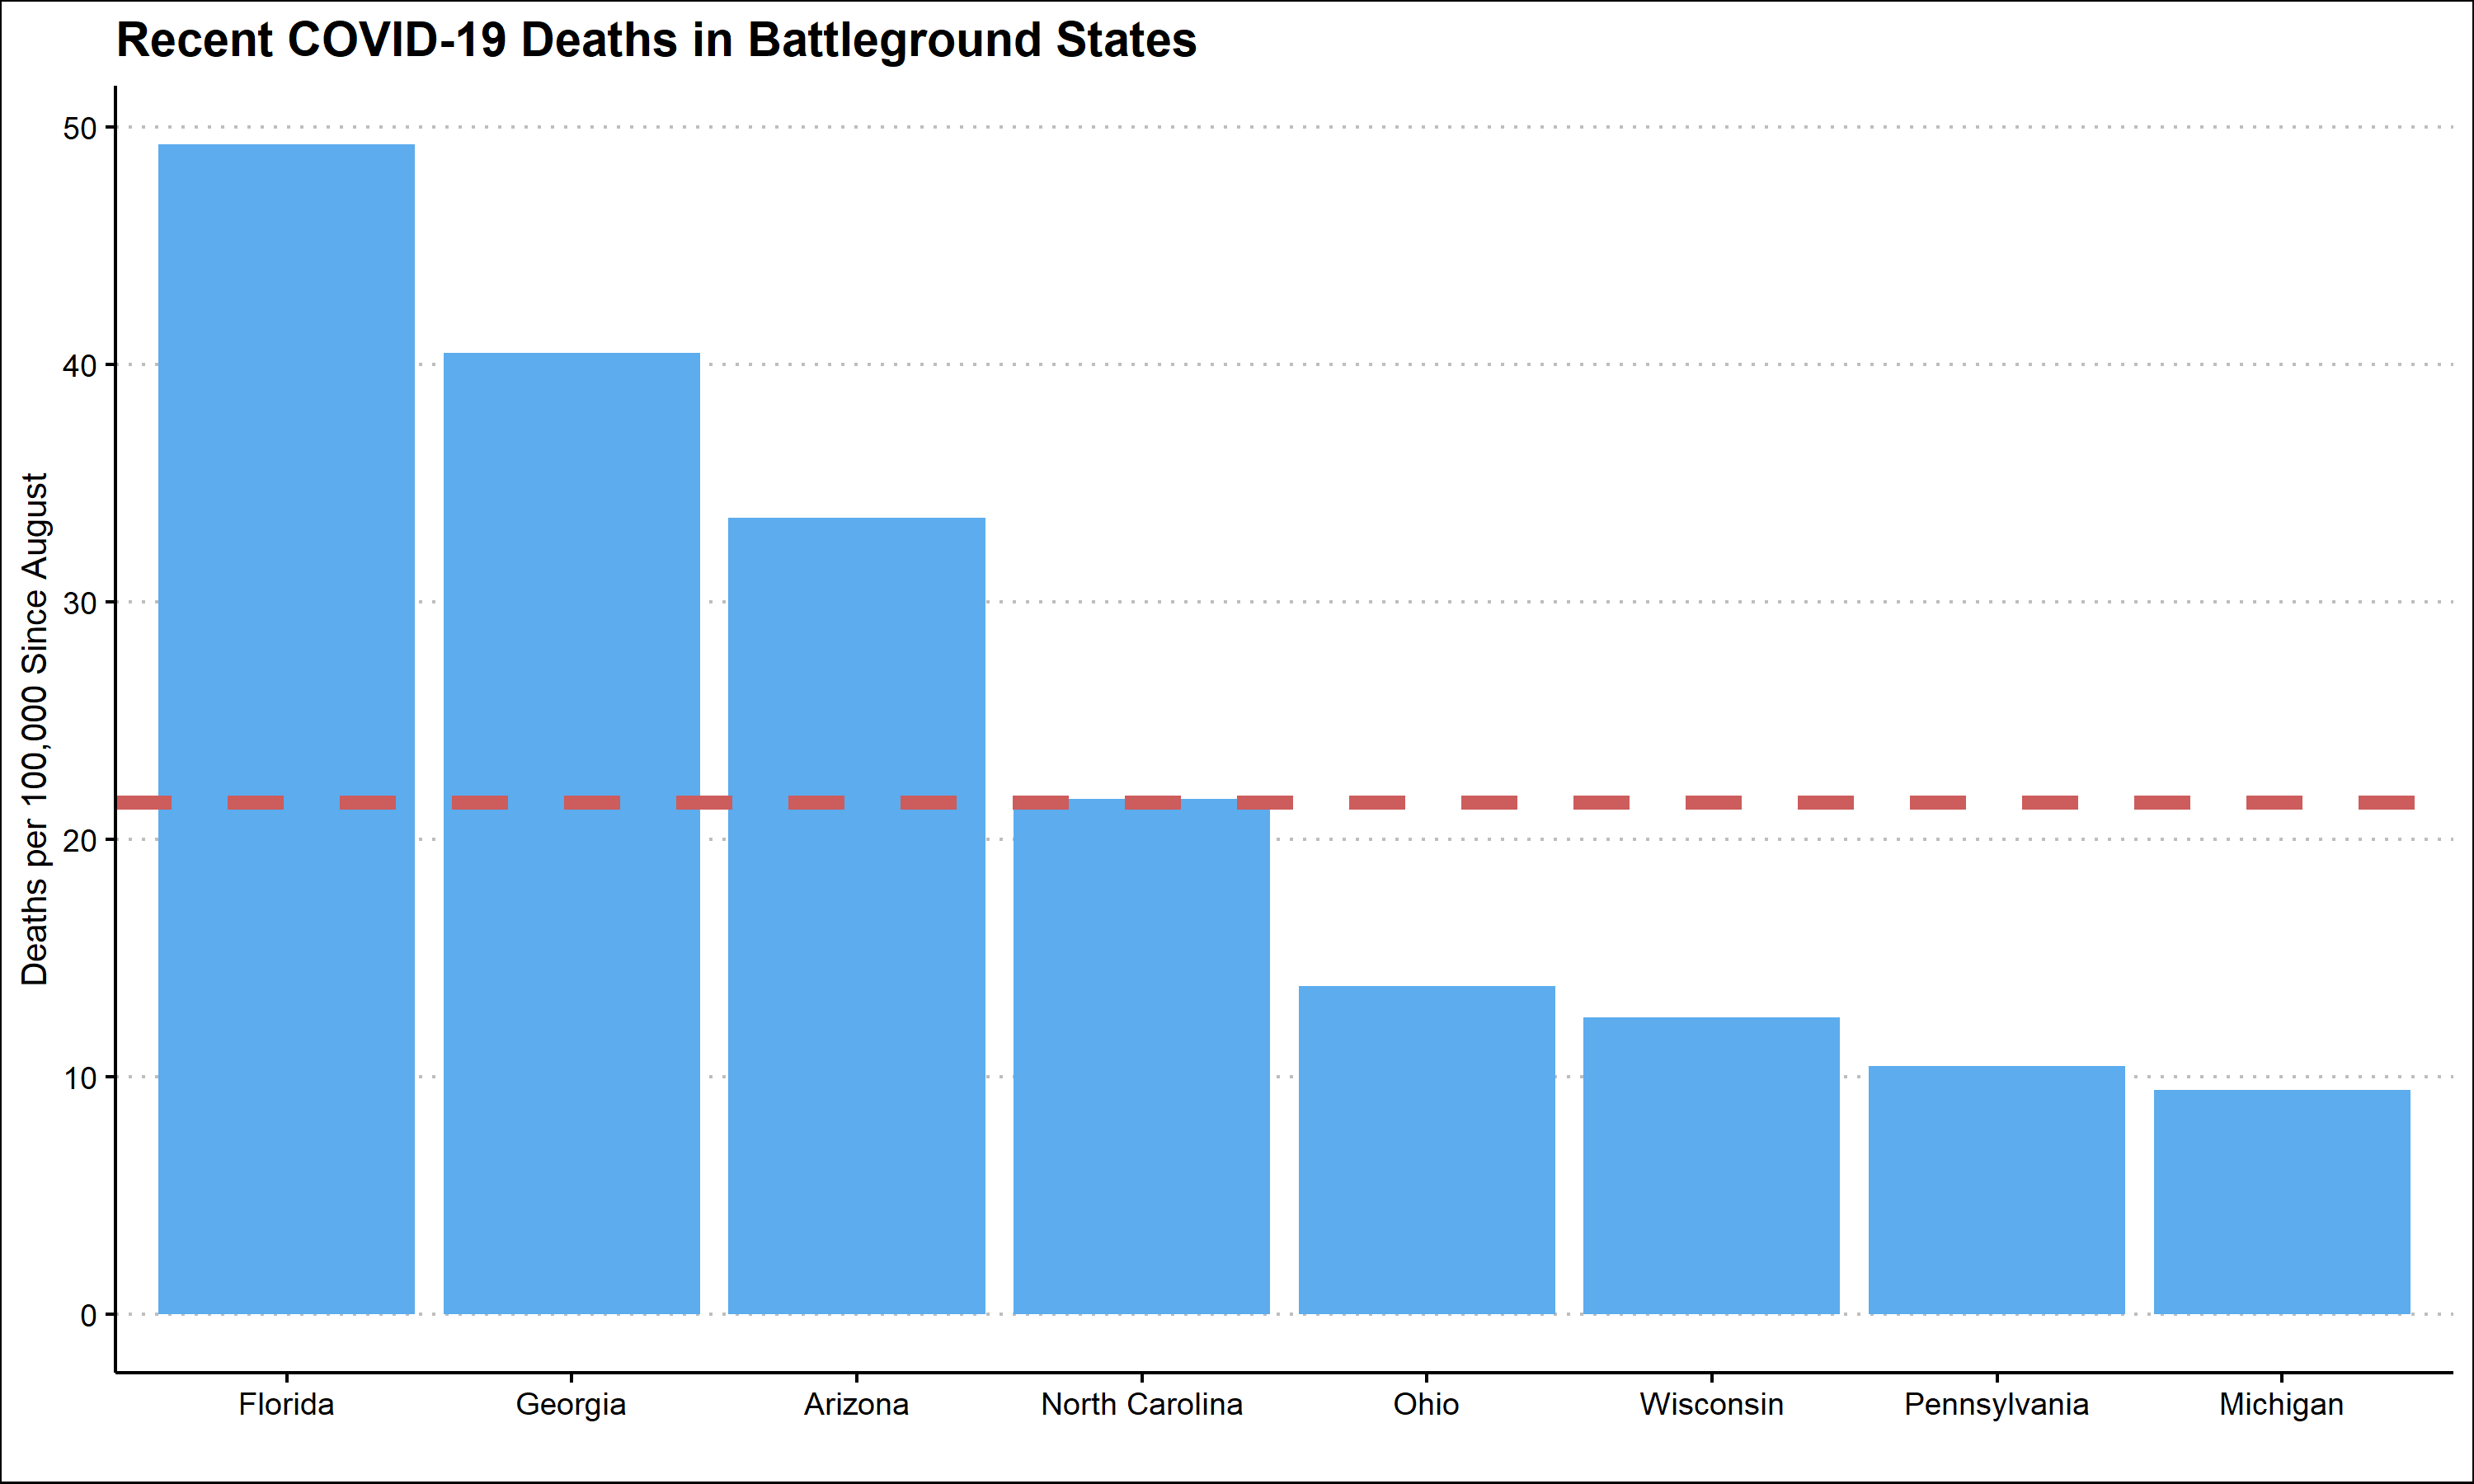 Recent COVID-19 Deaths in Battleground States
Deaths per 100,000 Since August
50
40
30
20
10
0
Florida Georgia Arizona North Carolina Ohio Wisconsin Pennsylvania Michigan